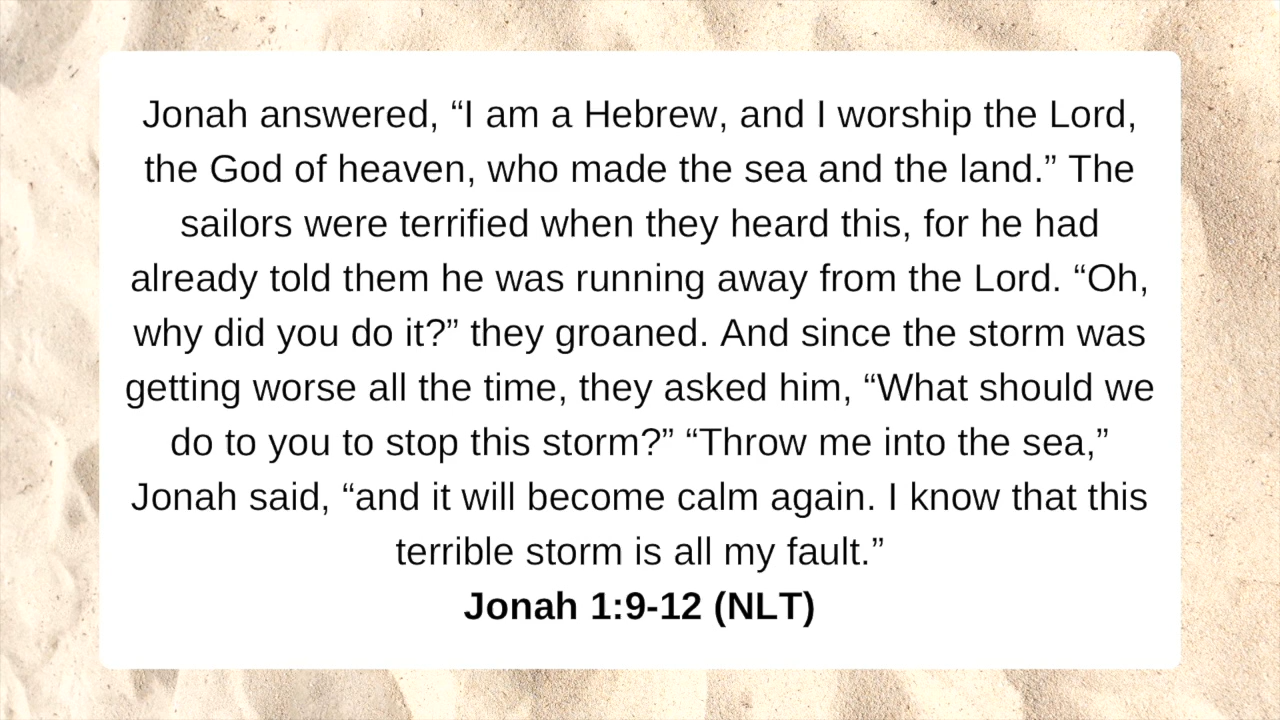 Jonah answered, “I am a Hebrew, and I worship the Lord,
the God of heaven, who made the sea and the land.” The
sailors were terrified when they heard this, for he had
already told them he was running away from the Lord. “Oh,
why did you do it?” they groaned. And since the storm was
getting worse all the time, they asked him, “What should we
do to you to stop this storm?” “Throw me into the sea,”
Jonah said, “and it will become calm again. I know that this
terrible storm is all my fault.”
Jonah 1:9-12 (NLT)